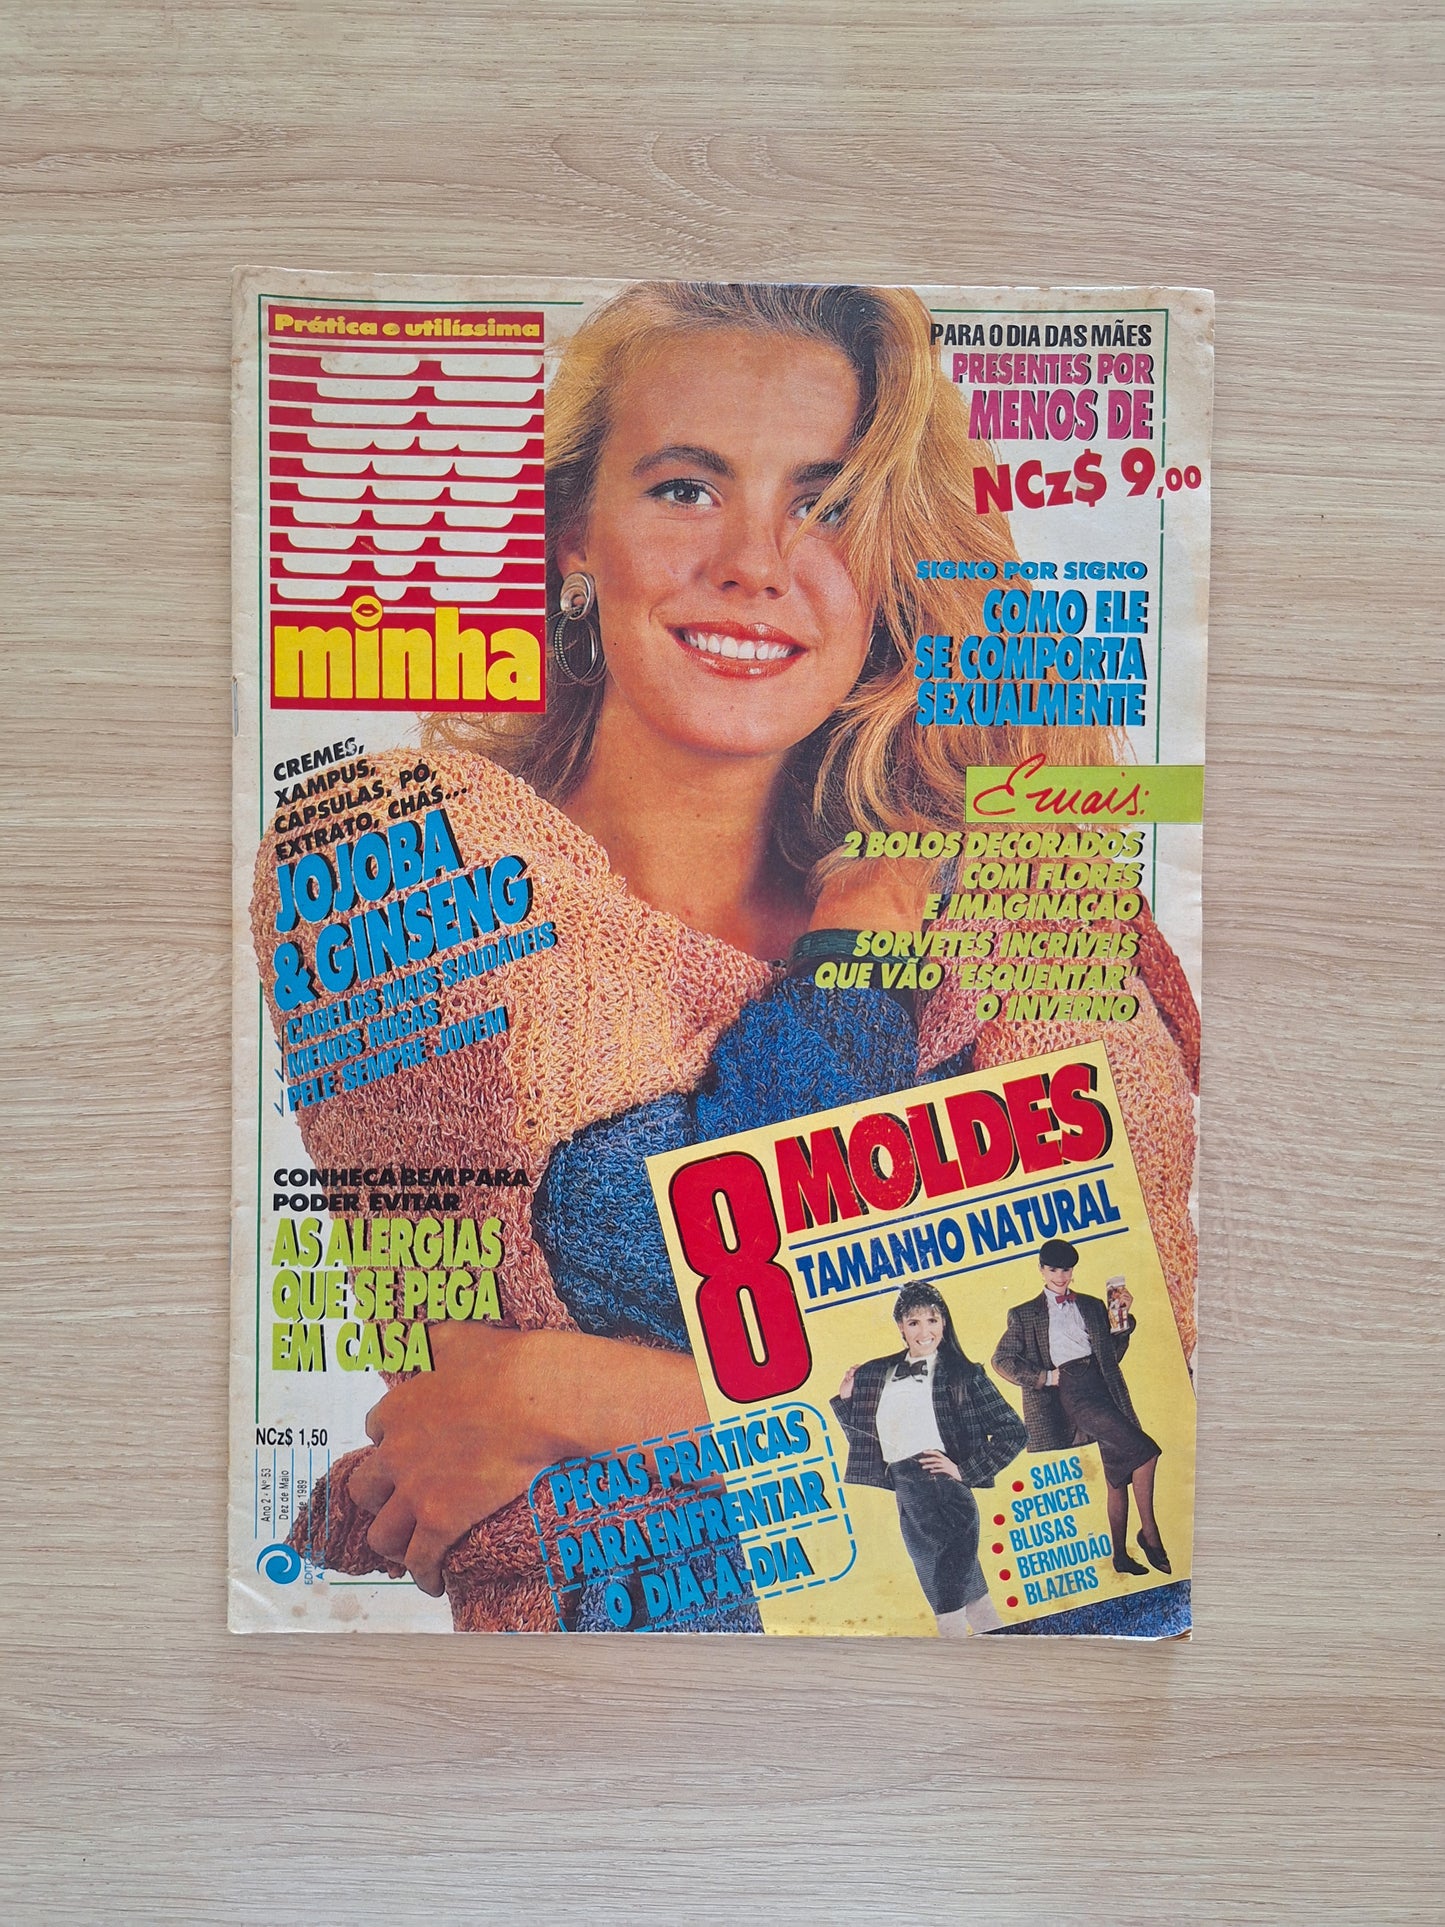 Prática e utilíssima
minha
PARA O DIA DAS MÃES
PRESENTES POR
MENOS DE
NCz$ 9,00
SIGNO POR SIGNO
COMO ELE
SE COMPORTA
SEXUALMENTE
E mais:
2 BOLOS DECORADOS
COM FLORES
E IMAGINAÇÃO
SORVETES INCRÍVEIS
QUE VÃO "ESQUENTAR"
O INVERNO
CREMES,
XAMPUS,
CÁPSULAS, PÓ,
EXTRATO, CHÁS...
JOJOBA
& GINSENG
CABELOS MAIS SAUDÁVEIS
MENOS RUGAS
PELE SEMPRE JOVEM
CONHEÇA BEM PARA
PODER EVITAR
AS ALERGIAS
QUE SE PEGA
EM CASA
8 MOLDES
TAMANHO NATURAL
PEÇAS PRÁTICAS
PARA ENFRENTAR
O DIA-A-DIA
• SAIAS
• SPENCER
• BLUSAS
• BERMUDÃO
• BLAZERS
NCz$ 1,50
Ano 2 - Nº 53
Dez de Maio
de 1989